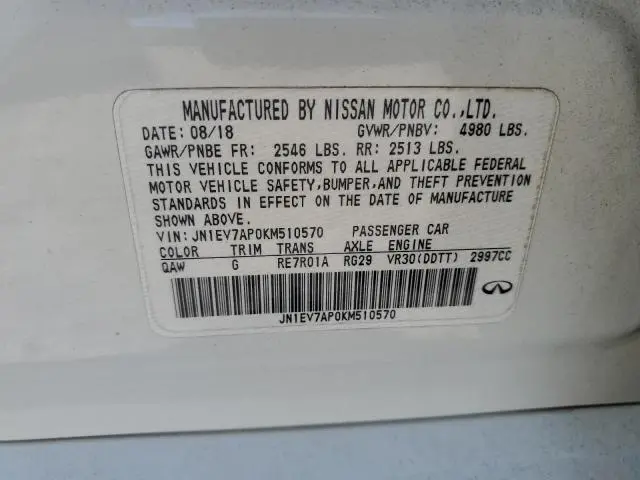 MANUFACTURED BY NISSAN MOTOR CO.,LTD.
DATE: 08/18 GVWR/PNBV: 4980 LBS.
GAWR/PNBE FR: 2546 LBS. RR: 2513 LBS.
THIS VEHICLE CONFORMS TO ALL APPLICABLE FEDERAL
MOTOR VEHICLE SAFETY,BUMPER,AND THEFT PREVENTION
STANDARDS IN EFFECT ON THE DATE OF MANUFACTURE
SHOWN ABOVE.
VIN: JN1EV7AP0KM510570 PASSENGER CAR
COLOR TRIM TRANS AXLE ENGINE
QAW G RE7R01A RG29 VR30(DDTT) 2997CC
JN1EV7AP0KM510570